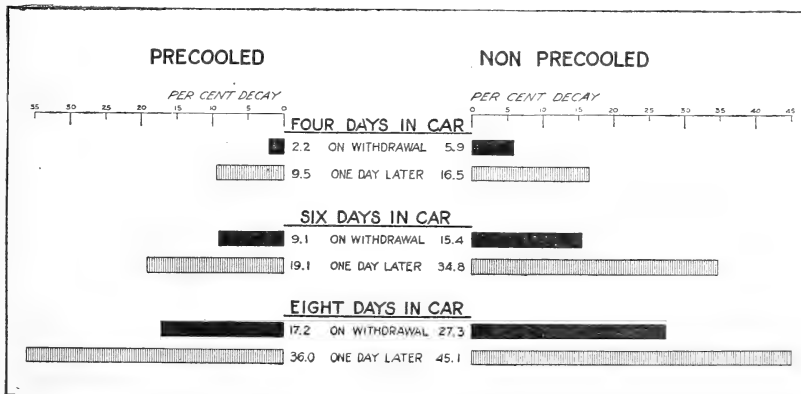 PRECOOLED NON PRECOOLED
PER CENT DECAY PER CENT DECAY
35 30 25 20 15 10 5 0 0 5 10 15 20 25 30 35 40 45
FOUR DAYS IN CAR
2.2 ON WITHDRAWAL 5.9
9.5 ONE DAY LATER 16.5
SIX DAYS IN CAR
9.1 ON WITHDRAWAL 15.4
19.1 ONE DAY LATER 34.8
EIGHT DAYS IN CAR
17.2 ON WITHDRAWAL 27.3
36.0 ONE DAY LATER 45.1